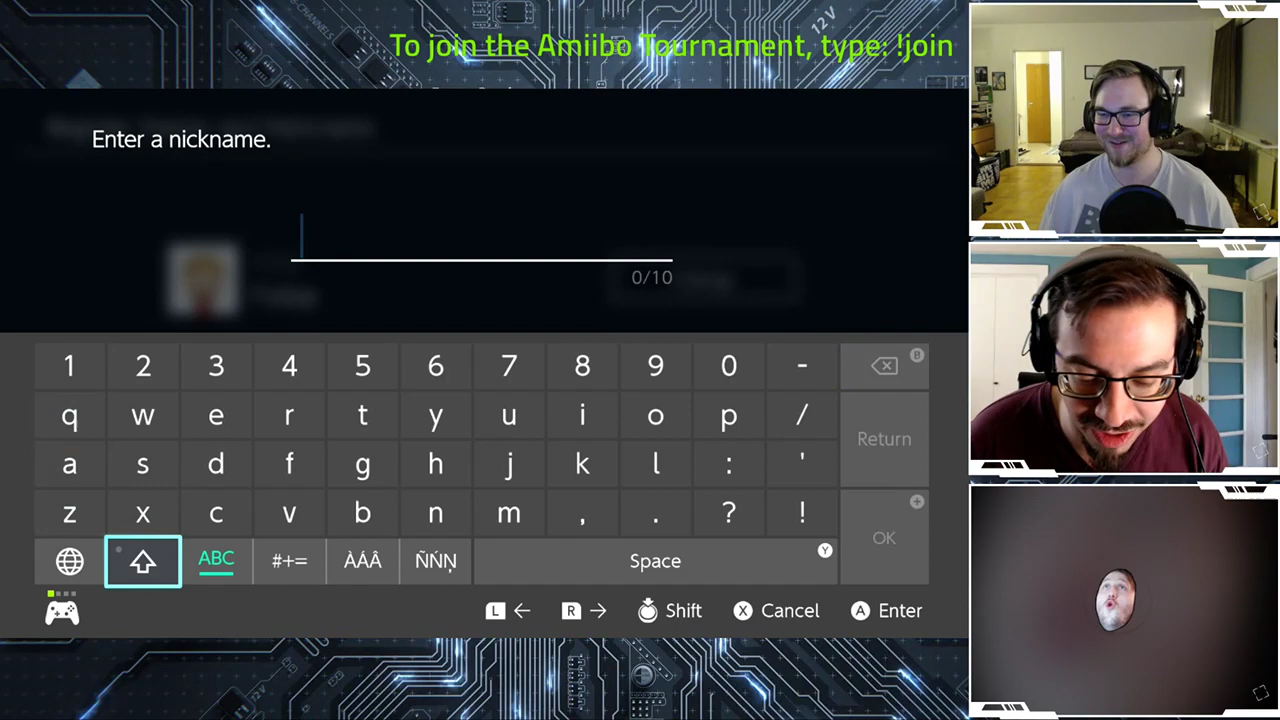 12 V
To join the Amiibo Tournament, type: !join
Enter a nickname.
0/10
1 2 3 4 5 6 7 8 9 0 -
q w e r t y u i o p /
Return
a s d f g h j k l : '
z x c v b n m , . ? !
OK
ABC #+= ÀÁÂ ÑŃŅ Space
L ← R → Shift X Cancel A Enter